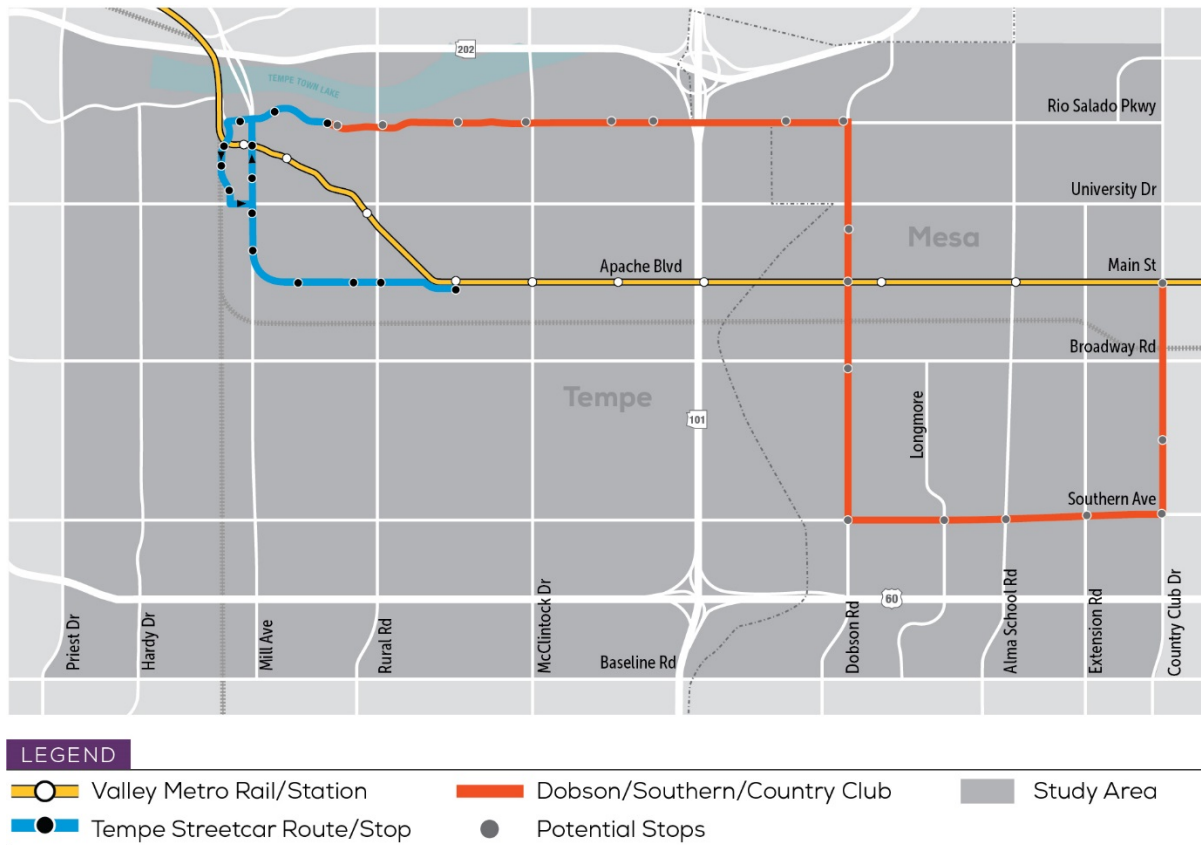 202
TEMPE TOWN LAKE
Rio Salado Pkwy
University Dr
Mesa
Apache Blvd
Main St
Broadway Rd
Tempe
101
Longmore
Southern Ave
60
Priest Dr
Hardy Dr
Mill Ave
Rural Rd
McClintock Dr
Baseline Rd
Dobson Rd
Alma School Rd
Extension Rd
Country Club Dr
LEGEND
Valley Metro Rail/Station
Dobson/Southern/Country Club
Study Area
Tempe Streetcar Route/Stop
Potential Stops